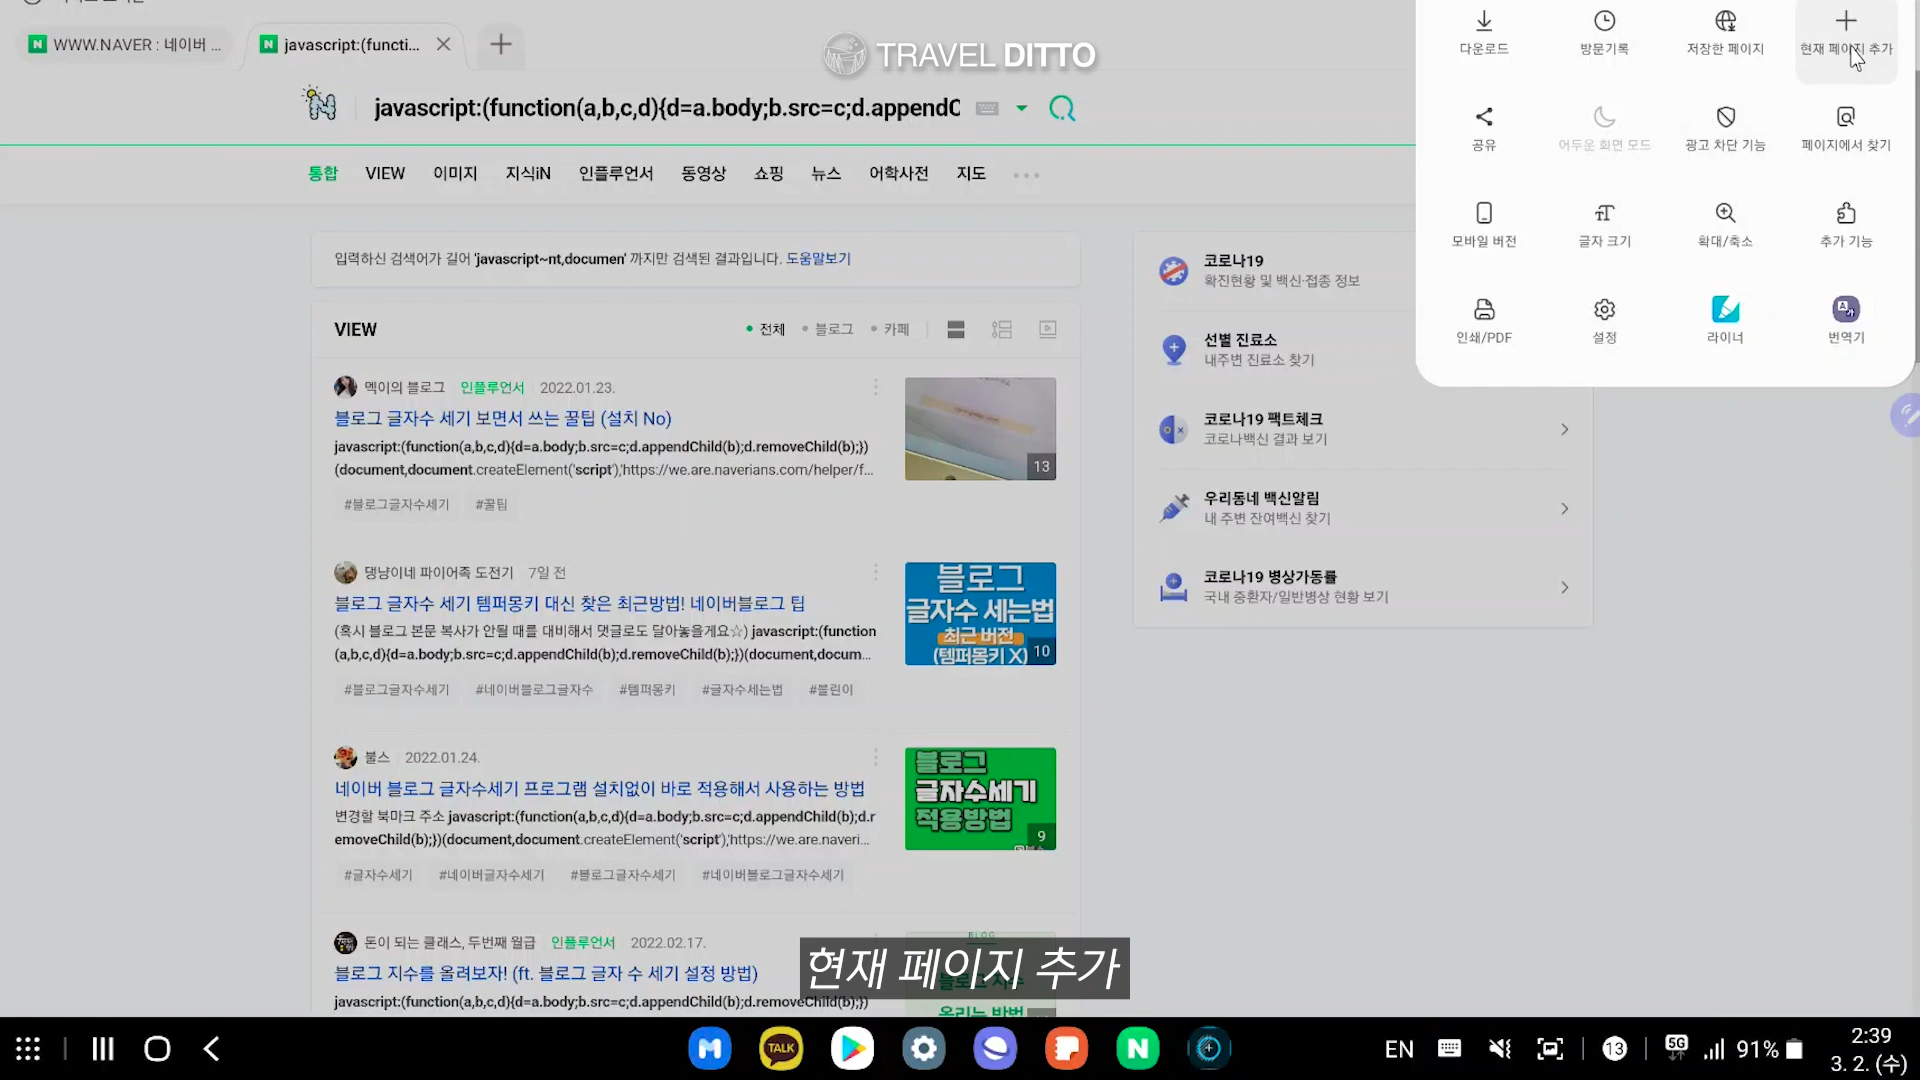 WWW.NAVER : 네이버 ...
javascript:(functi...
TRAVEL DITTO
javascript:(function(a,b,c,d){d=a.body;b.src=c;d.appendC
통합 VIEW 이미지 지식iN 인플루언서 동영상 쇼핑 뉴스 어학사전 지도
다운로드 방문기록 저장한 페이지 현재 페이지 추가
공유 어두운 화면 모드 광고 차단 기능 페이지에서 찾기
모바일 버전 글자 크기 확대/축소 추가 기능
인쇄/PDF 설정 라이너 번역기
입력하신 검색어가 길어 'javascript~nt,documen' 까지만 검색된 결과입니다. 도움말보기
VIEW
전체 블로그 카페
멕이의 블로그 인플루언서 2022.01.23.
블로그 글자수 세기 보면서 쓰는 꿀팁 (설치 No)
javascript:(function(a,b,c,d){d=a.body;b.src=c;d.appendChild(b);d.removeChild(b);})
(document,document.createElement('script'),'https://we.are.naverians.com/helper/f...
#블로그글자수세기 #꿀팁
13
댕냥이네 파이어족 도전기 7일 전
블로그 글자수 세기 템퍼몽키 대신 찾은 최근방법! 네이버블로그 팁
(혹시 블로그 본문 복사가 안될 때를 대비해서 댓글로도 달아놓을게요☆) javascript:(function
(a,b,c,d){d=a.body;b.src=c;d.appendChild(b);d.removeChild(b);})(document,docum...
#블로그글자수세기 #네이버블로그글자수 #템퍼몽키 #글자수세는법 #블린이
블로그
글자수 세는법
최근 버전
(템퍼몽키 X)
10
불스 2022.01.24.
네이버 블로그 글자수세기 프로그램 설치없이 바로 적용해서 사용하는 방법
변경할 북마크 주소 javascript:(function(a,b,c,d){d=a.body;b.src=c;d.appendChild(b);d.r
emoveChild(b);})(document,document.createElement('script'),'https://we.are.naveri...
#글자수세기 #네이버글자수세기 #블로그글자수세기 #네이버블로그글자수세기
블로그
글자수세기
적용방법
9
돈이 되는 클래스, 두번째 월급 인플루언서 2022.02.17.
블로그 지수를 올려보자! (ft. 블로그 글자 수 세기 설정 방법)
javascript:(function(a,b,c,d){d=a.body;b.src=c;d.appendChild(b);d.removeChild(b);})
BLOG
블로그 지수
올리는 방법
코로나19
확진현황 및 백신·접종 정보
선별 진료소
내주변 진료소 찾기
코로나19 팩트체크
코로나백신 결과 보기
우리동네 백신알림
내 주변 잔여백신 찾기
코로나19 병상가동률
국내 중환자/일반병상 현황 보기
현재 페이지 추가
TALK
N
EN 13 5G 91%
2:39
3. 2. (수)